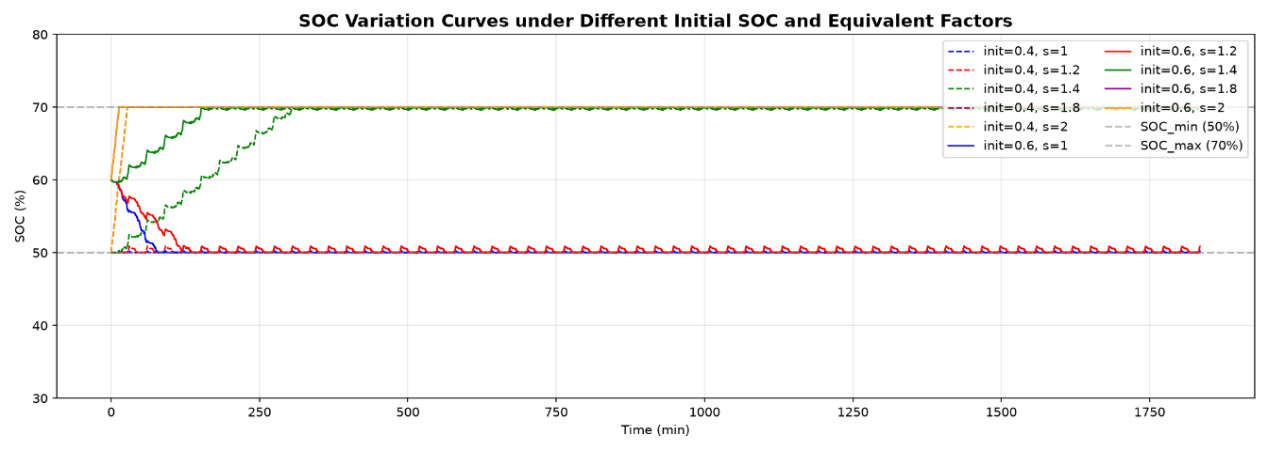 SOC Variation Curves under Different Initial SOC and Equivalent Factors
SOC (%)
80
70
60
50
40
30
init=0.4, s=1
init=0.4, s=1.2
init=0.4, s=1.4
init=0.4, s=1.8
init=0.4, s=2
init=0.6, s=1
init=0.6, s=1.2
init=0.6, s=1.4
init=0.6, s=1.8
init=0.6, s=2
SOC_min (50%)
SOC_max (70%)
0 250 500 750 1000 1250 1500 1750
Time (min)